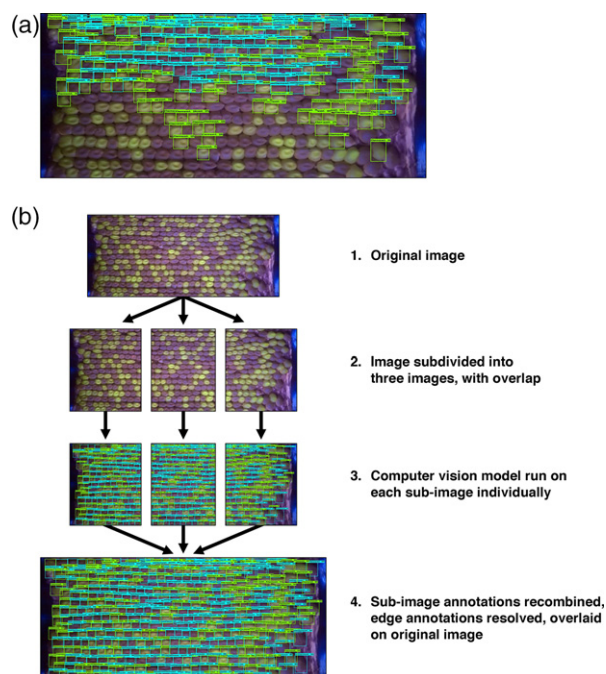 (a)
(b)
1. Original image
2. Image subdivided into
three images, with overlap
3. Computer vision model run on
each sub-image individually
4. Sub-image annotations recombined,
edge annotations resolved, overlaid
on original image